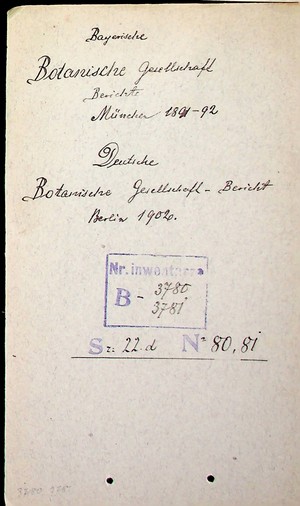 Bayerische
Botanische Gesellschaft
Berichte
München 1891-92
Deutsche
Botanische Gesellschaft - Bericht
Berlin 1902.
Nr. inwentarza
B - 3780
3781
Sz: 22.d No 80, 81